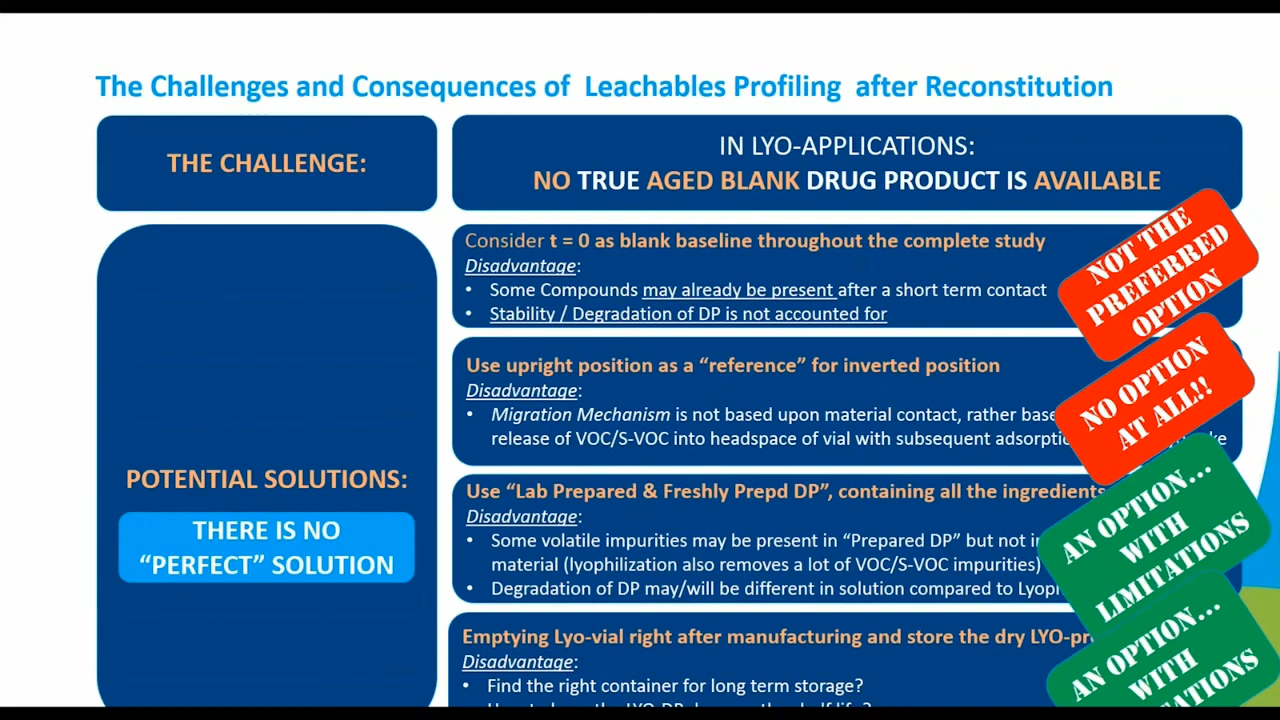 The Challenges and Consequences of Leachables Profiling after Reconstitution
THE CHALLENGE:
IN LYO-APPLICATIONS:
NO TRUE AGED BLANK DRUG PRODUCT IS AVAILABLE
POTENTIAL SOLUTIONS:
THERE IS NO
“PERFECT” SOLUTION
Consider t = 0 as blank baseline throughout the complete study
Disadvantage:
• Some Compounds may already be present after a short term contact
• Stability / Degradation of DP is not accounted for
NOT THE
PREFERRED
OPTION
Use upright position as a “reference” for inverted position
Disadvantage:
• Migration Mechanism is not based upon material contact, rather
release of VOC/S-VOC into headspace of vial with subsequent
NO OPTION
AT ALL!!
Use “Lab Prepared & Freshly Prepd DP”, containing all the ingredients
Disadvantage:
• Some volatile impurities may be present in “Prepared DP” but not
material (lyophilization also removes a lot of VOC/S-VOC impurities)
• Degradation of DP may/will be different in solution compared to
AN OPTION...
WITH
LIMITATIONS
Emptying Lyo-vial right after manufacturing and store the dry
Disadvantage:
• Find the right container for long term storage?
AN OPTION...
WITH